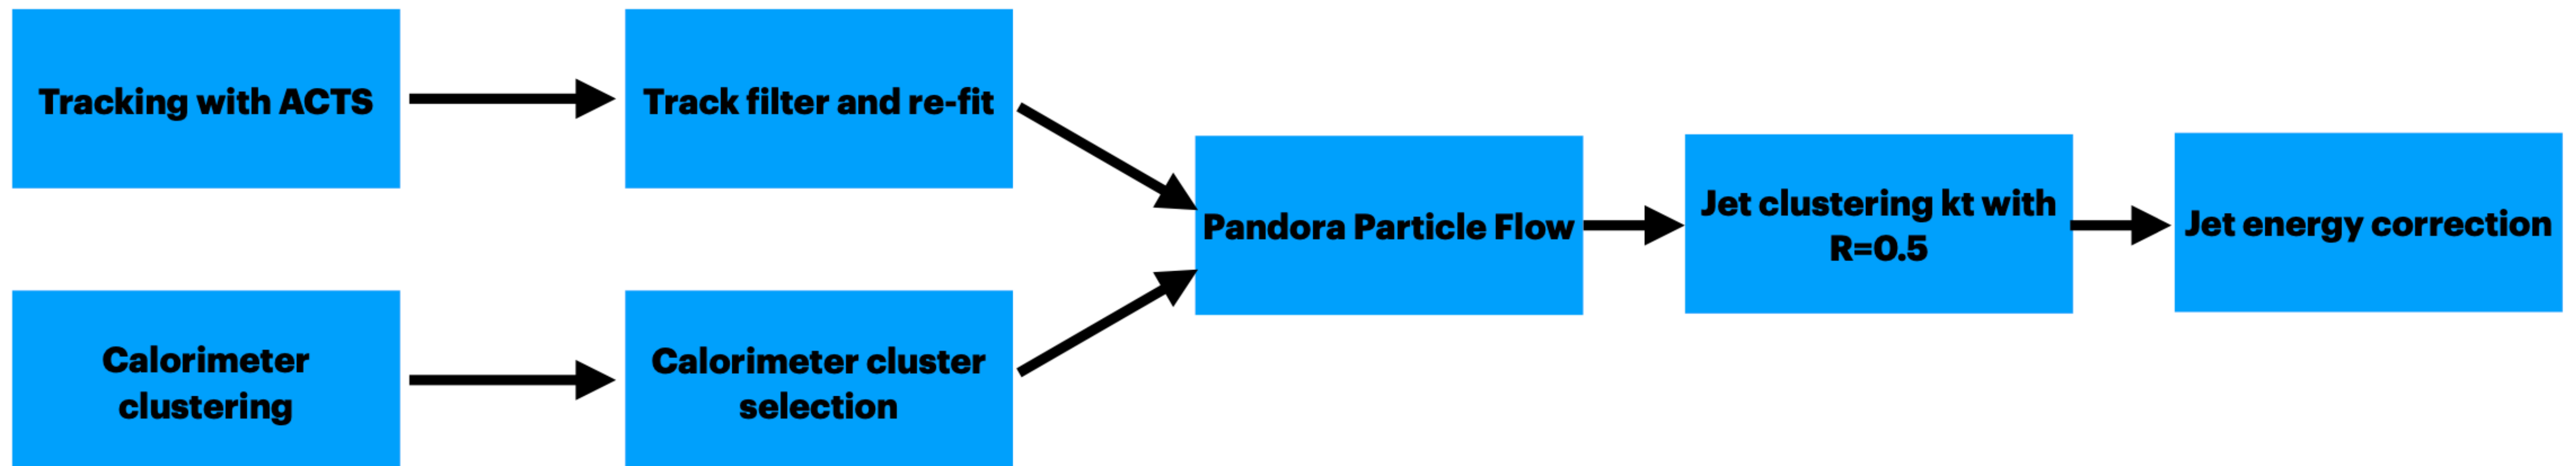 Tracking with ACTS
Track filter and re-fit
Calorimeter
clustering
Calorimeter cluster
selection
Pandora Particle Flow
Jet clustering kt with
R=0.5
Jet energy correction